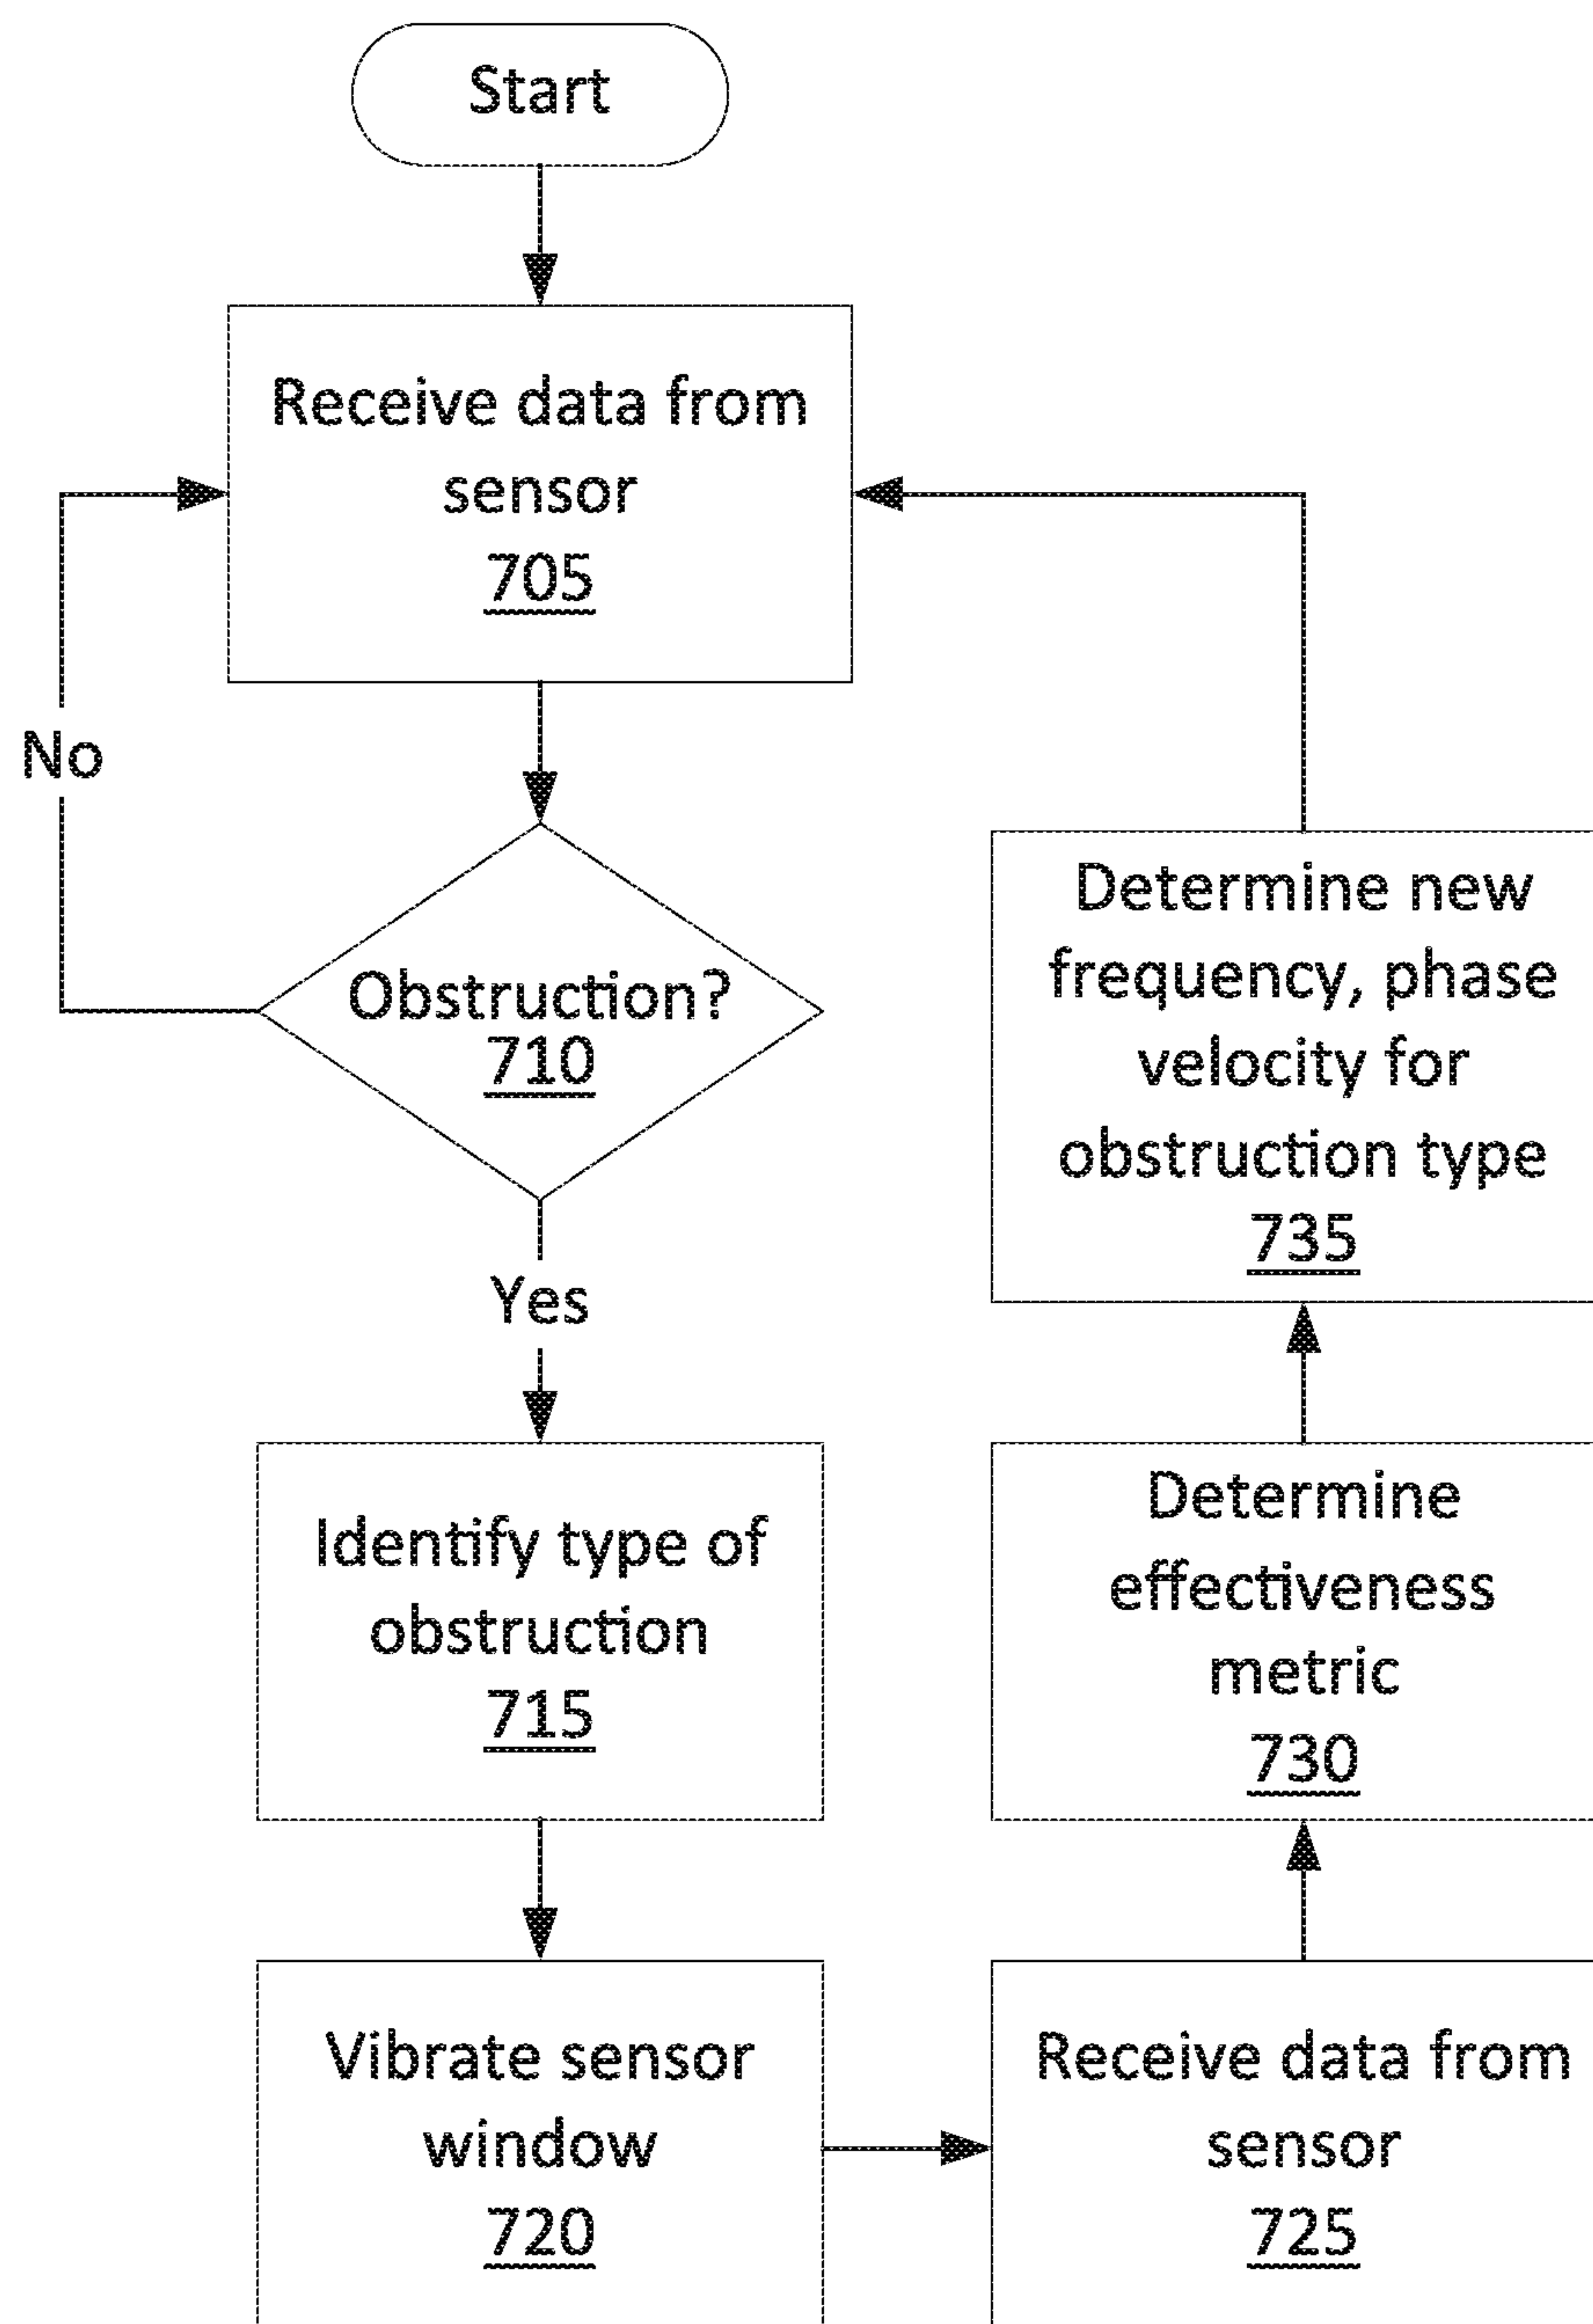 Start
Receive data from
sensor
705
No
Obstruction?
710
Yes
Identify type of
obstruction
715
Vibrate sensor
window
720
Receive data from
sensor
725
Determine
effectiveness
metric
730
Determine new
frequency, phase
velocity for
obstruction type
735